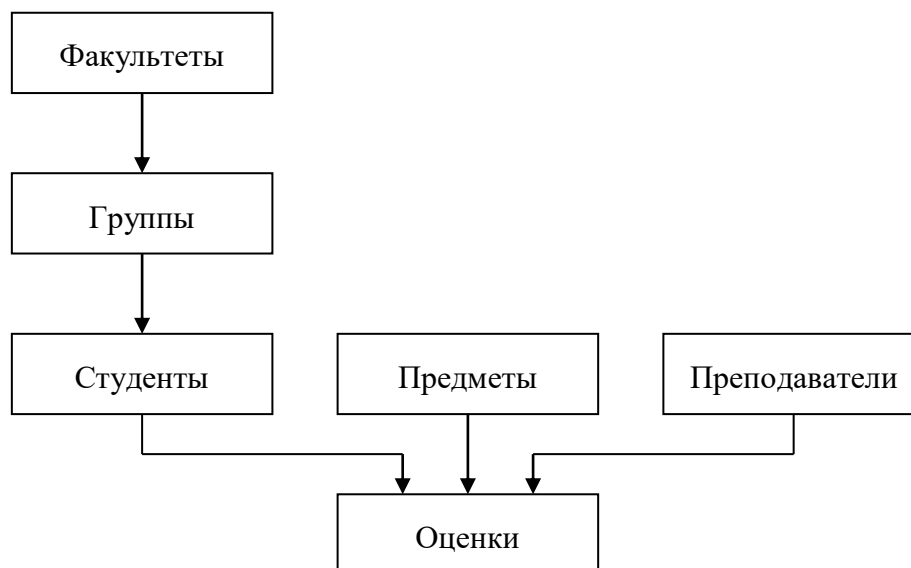 Факультеты
Группы
Студенты
Предметы
Преподаватели
Оценки